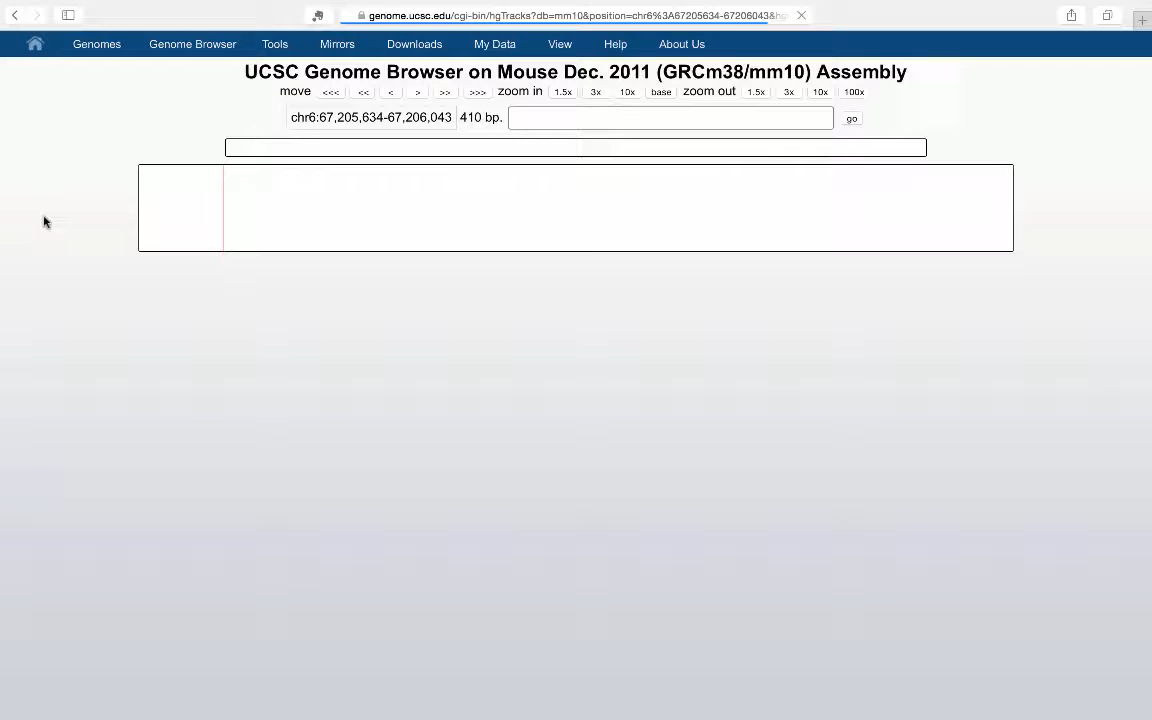 genome.ucsc.edu/cgi-bin/hgTracks?db=mm10&position=chr6%3A67205634-67206043&hg
Genomes Genome Browser Tools Mirrors Downloads My Data View Help About Us
UCSC Genome Browser on Mouse Dec. 2011 (GRCm38/mm10) Assembly
move <<< << < > >> >>> zoom in 1.5x 3x 10x base zoom out 1.5x 3x 10x 100x
chr6:67,205,634-67,206,043 410 bp. go